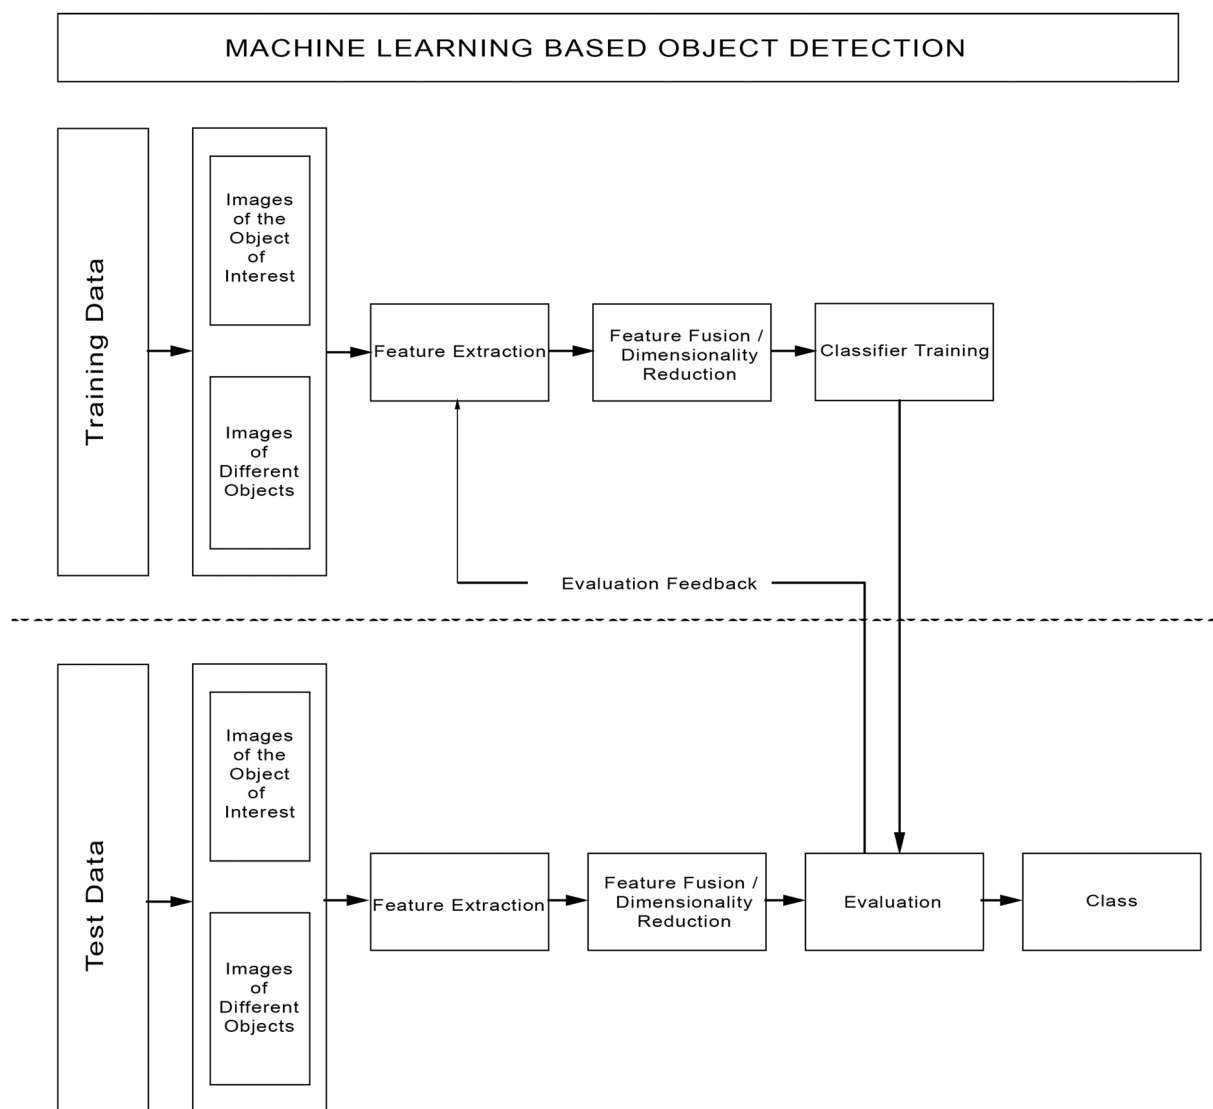 MACHINE LEARNING BASED OBJECT DETECTION
Training Data
Images
of the
Object
of
Interest
Images
of
Different
Objects
Feature Extraction
Feature Fusion /
Dimensionality
Reduction
Classifier Training
Evaluation Feedback
Test Data
Images
of the
Object
of
Interest
Images
of
Different
Objects
Feature Extraction
Feature Fusion /
Dimensionality
Reduction
Evaluation
Class